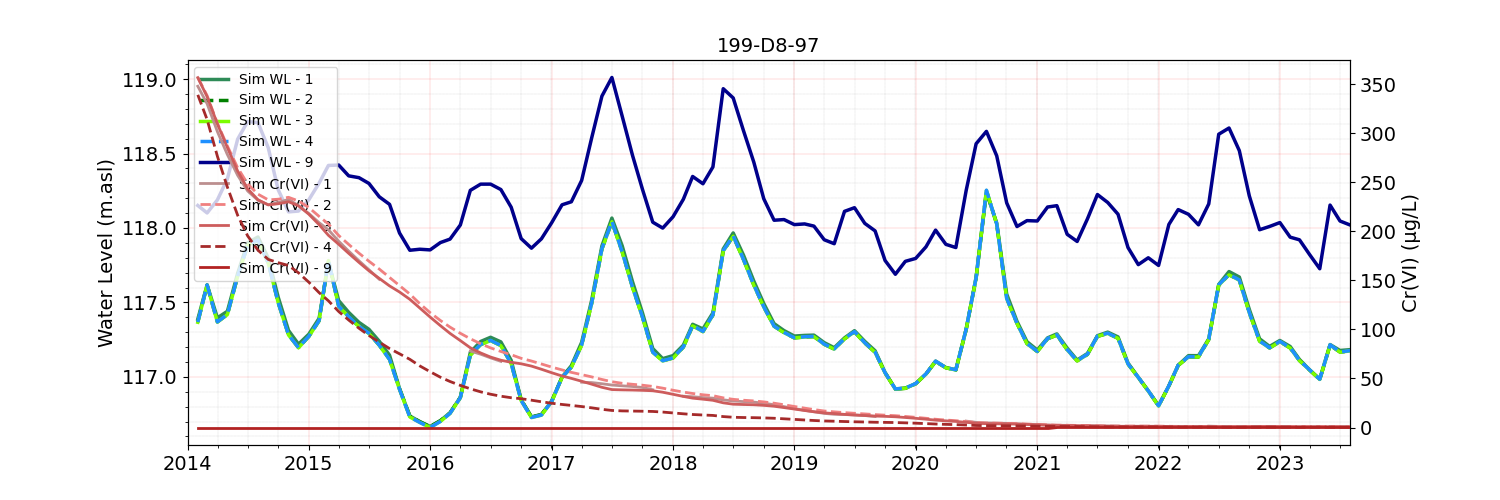 199-D8-97
Water Level (m.asl)
119.0
118.5
118.0
117.5
117.0
Sim WL - 1
Sim WL - 2
Sim WL - 3
Sim WL - 4
Sim WL - 9
Sim Cr(VI) - 1
Sim Cr(VI) - 2
Sim Cr(VI) - 3
Sim Cr(VI) - 4
Sim Cr(VI) - 9
350
300
250
200
150
100
50
0
Cr(VI) (μg/L)
2014 2015 2016 2017 2018 2019 2020 2021 2022 2023